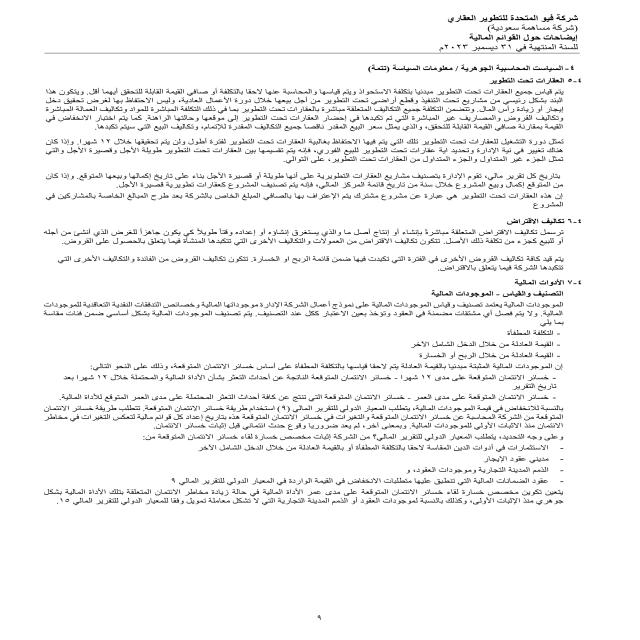 شركة فيو المتحدة للتطوير العقاري
(شركة مساهمة سعودية)
إيضاحات حول القوائم المالية
للسنة المنتهية في ٣١ ديسمبر ٢٠٢٣م
٤- السياسات المحاسبية الجوهرية / معلومات السياسة (تتمة)
٤-٥ العقارات تحت التطوير
يتم قياس جميع العقارات تحت التطوير مبدئيا بتكلفة الاستحواذ ويتم قياسها والمحاسبة عنها لاحقا بالتكلفة أو صافي القيمة القابلة للتحقق أيهما أقل. ويتكون هذا
البند بشكل رئيسي من مشاريع تحت التنفيذ وقطع أراضي تحت التطوير من أجل بيعها خلال دورة الأعمال العادية، وليس الاحتفاظ بها لغرض تحقيق دخل
إيجار أو زيادة رأس المال. وتتضمن التكلفة جميع التكاليف المتعلقة مباشرة بالعقارات تحت التطوير بما في ذلك التكلفة المباشرة للمواد وتكاليف العمالة المباشرة
وتكاليف القروض والمصاريف غير المباشرة التي تم تكبدها في إحضار العقارات تحت التطوير إلى موقعها وحالتها الراهنة. كما يتم اختبار الانخفاض في
القيمة بمقارنة صافي القيمة القابلة للتحقق، والذي يمثل سعر البيع المقدر ناقصا جميع التكاليف المقدرة للإتمام، وتكاليف البيع التي سيتم تكبدها.
تمثل دورة التشغيل للعقارات تحت التطوير تلك التي يتم فيها الاحتفاظ بغالبية العقارات تحت التطوير لفترة أطول ولن يتم تحقيقها خلال ١٢ شهرا. وإذا كان
هناك تغيير في نية الإدارة وتحديد اية عقارات تحت التطوير للبيع الفوري، فإنه يتم تقسيمها بين العقارات تحت التطوير طويلة الأجل وقصيرة الأجل والتي
تمثل الجزء غير المتداول والجزء المتداول من العقارات تحت التطوير، على التوالي.
بتاريخ كل تقرير مالي، تقوم الإدارة بتصنيف مشاريع العقارات التطويرية على أنها طويلة أو قصيرة الأجل بناء على تاريخ إكمالها وبيعها المتوقع. وإذا كان
من المتوقع إكمال وبيع المشروع خلال سنة من تاريخ قائمة المركز المالي، فإنه يتم تصنيف المشروع كعقارات تطويرية قصيرة الأجل.
إن هذه العقارات تحت التطوير هي عبارة عن مشروع مشترك يتم الإعتراف بها بالصافي المبلغ الخاص بالشركة بعد طرح المبالغ الخاصة بالمشاركين في
المشروع
٤-٦ تكاليف الاقتراض
ترسمل تكاليف الاقتراض المتعلقة مباشرة بإنشاء أو إنتاج أصل ما والذي يستغرق إنشاؤه أو إعداده وقتاً طويلاً كي يكون جاهزاً للغرض الذي أنشئ من أجله
أو للبيع كجزء من تكلفة ذلك الأصل. تتكون تكاليف الاقتراض من العمولات والتكاليف الأخرى التي تتكبدها المنشأة فيما يتعلق بالحصول على القروض.
يتم قيد كافة تكاليف القروض الأخرى في الفترة التي تكبدت فيها ضمن قائمة الربح او الخسارة. تتكون تكاليف القروض من الفائدة والتكاليف الأخرى التي
تتكبدها الشركة فيما يتعلق بالاقتراض.
٤-٧ الأدوات المالية
التصنيف والقياس - الموجودات المالية
الموجودات المالية يعتمد تصنيف وقياس الموجودات المالية على نموذج أعمال الشركة لإدارة موجوداتها المالية وخصائص التدفقات النقدية التعاقدية للموجودات
المالية. ولا يتم فصل أي مشتقات مضمنة في العقود وتؤخذ بعين الاعتبار ككل عند التصنيف. يتم تصنيف الموجودات المالية بشكل أساسي ضمن فئات مقاسة
بما يلي
- التكلفة المطفأة
- القيمة العادلة من خلال الدخل الشامل الاخر
- القيمة العادلة من خلال الربح أو الخسارة
إن الموجودات المالية المثبتة مبدئيا بالقيمة العادلة يتم لاحقا قياسها بالتكلفة المطفأة على أساس خسائر الائتمان المتوقعة، وذلك على النحو التالي:
- خسائر الائتمان المتوقعة على مدى ١٢ شهرا - خسائر الائتمان المتوقعة الناتجة عن أحداث التعثر بشأن الأداة المالية والمحتملة خلال ١٢ شهرا بعد
تاريخ التقرير
- خسائر الائتمان المتوقعة على مدى العمر - خسائر الائتمان المتوقعة التي تنتج عن كافة أحداث التعثر المحتملة على مدى العمر المتوقع للأداة المالية.
بالنسبة للانخفاض في قيمة الموجودات المالية، يتطلب المعيار الدولي للتقرير المالي (٩) استخدام طريقة خسائر الائتمان المتوقعة. تتطلب طريقة خسائر الائتمان
المتوقعة من الشركة المحاسبة عن خسائر الائتمان المتوقعة والتغيرات في خسائر الائتمان المتوقعة هذه بتاريخ إعداد كل قوائم مالية لتعكس التغيرات في مخاطر
الائتمان منذ الاثبات الأولي للموجودات المالية. وبمعنى آخر، لم يعد ضروريا وقوع حدث ائتماني قبل إثبات خسائر الائتمان.
وعلى وجه التحديد، يتطلب المعيار الدولي للتقرير المالي؟ من الشركة إثبات مخصص خسارة لقاء خسائر الائتمان المتوقعة من:
- الاستثمارات في أدوات الدين المقاسة لاحقا بالتكلفة المطفأة أو بالقيمة العادلة من خلال الدخل الشامل الآخر
- مديني عقود الإيجار
- الذمم المدينة التجارية وموجودات العقود، و
- عقود الضمانات المالية التي تنطبق عليها متطلبات الانخفاض في القيمة الواردة في المعيار الدولي للتقرير المالي ٩
يتعين تكوين مخصص خسارة لقاء خسائر الائتمان المتوقعة على مدى عمر الأداة المالية في حالة زيادة مخاطر الائتمان المتعلقة بتلك الأداة المالية بشكل
جوهري منذ الإثبات الأولي، وكذلك بالنسبة لموجودات العقود أو الذمم المدينة التجارية التي لا تشكل معاملة تمويل وفقا للمعيار الدولي للتقرير المالي ١٥.
٩